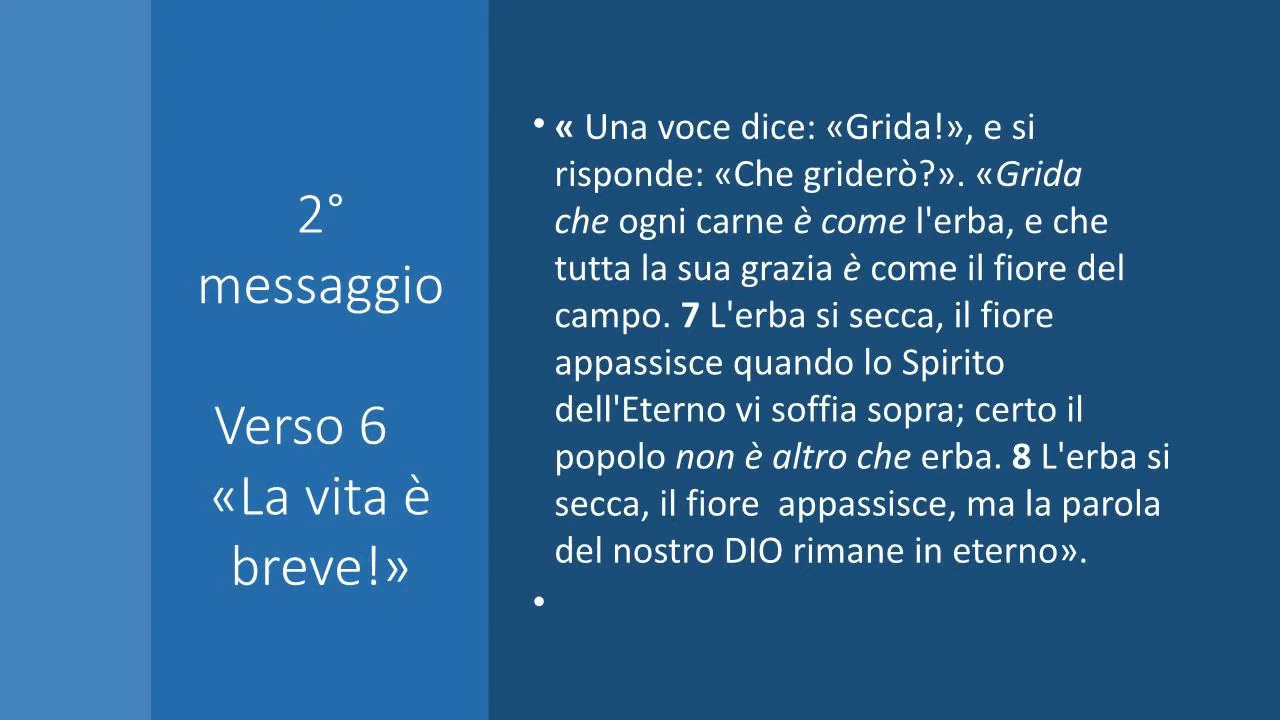 2°
messaggio
Verso 6
«La vita è
breve!»
• « Una voce dice: «Grida!», e si
risponde: «Che griderò?». «Grida
che ogni carne è come l'erba, e che
tutta la sua grazia è come il fiore del
campo. 7 L'erba si secca, il fiore
appassisce quando lo Spirito
dell'Eterno vi soffia sopra; certo il
popolo non è altro che erba. 8 L'erba si
secca, il fiore  appassisce, ma la parola
del nostro DIO rimane in eterno».
•